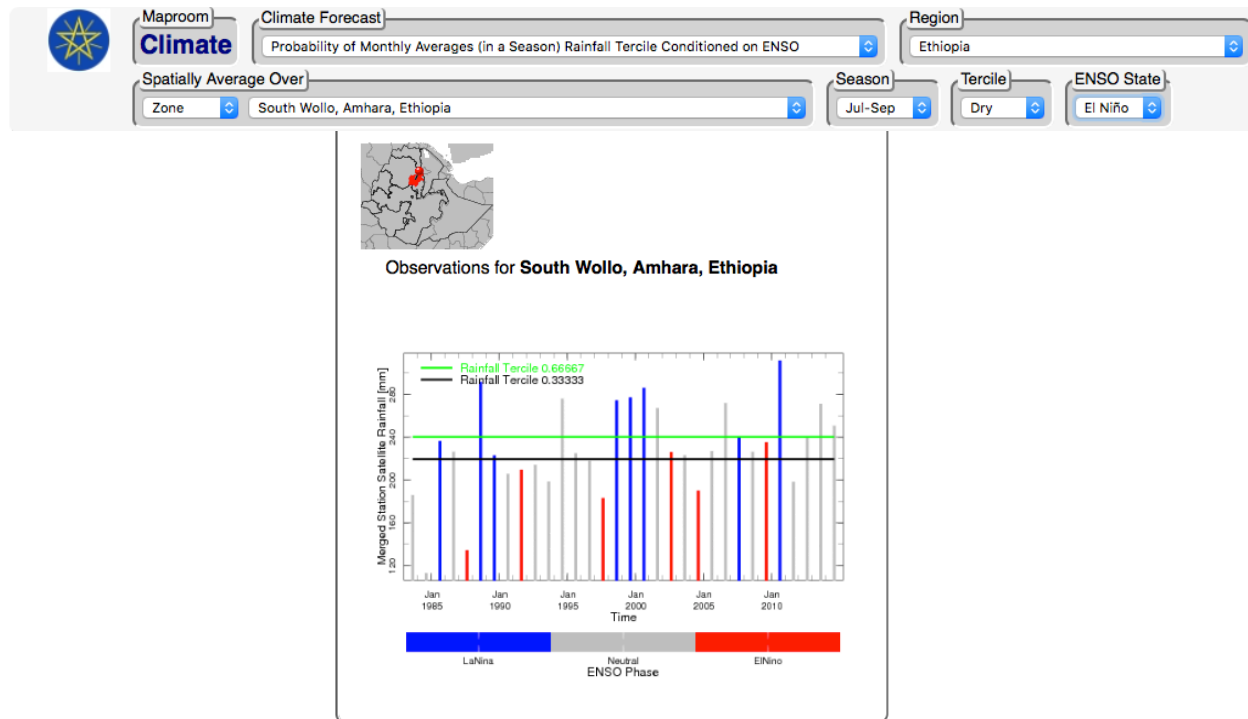 Maproom
Climate
Climate Forecast
Probability of Monthly Averages (in a Season) Rainfall Tercile Conditioned on ENSO
Region
Ethiopia
Spatially Average Over
Zone
South Wollo, Amhara, Ethiopia
Season
Jul-Sep
Tercile
Dry
ENSO State
El Niño
Observations for South Wollo, Amhara, Ethiopia
Rainfall Tercile 0.66667
Rainfall Tercile 0.33333
Merged Station Satellite Rainfall [mm]
280
240
200
160
120
Jan Jan Jan Jan Jan Jan
1985 1990 1995 2000 2005 2010
Time
LaNina Neutral ElNino
ENSO Phase